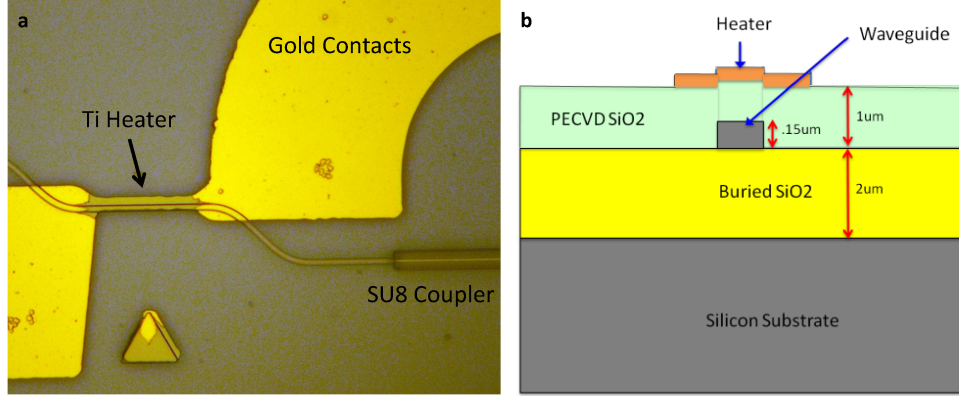 a
Gold Contacts
Ti Heater
SU8 Coupler
b
Heater
Waveguide
PECVD SiO2
.15um
1um
Buried SiO2
2um
Silicon Substrate